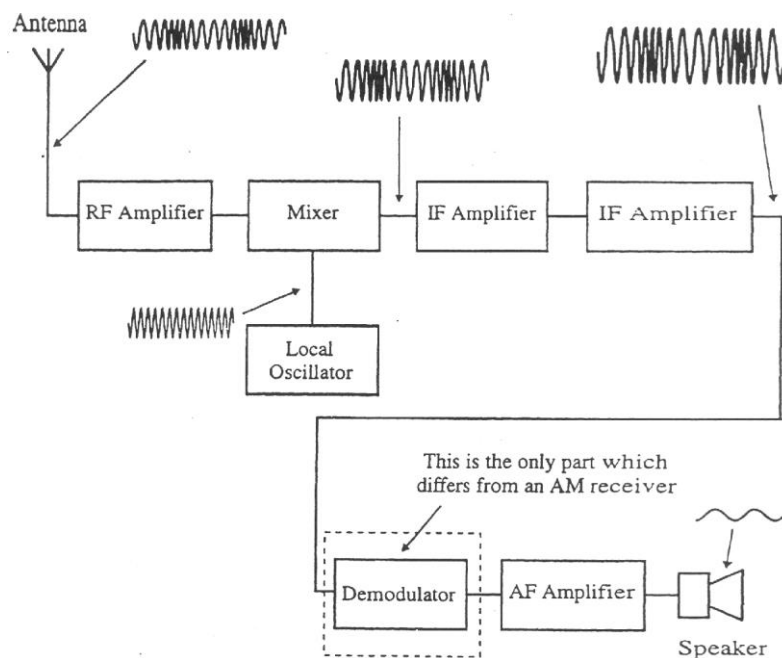 Antenna
RF Amplifier
Mixer
IF Amplifier
IF Amplifier
Local
Oscillator
This is the only part which
differs from an AM receiver
Demodulator
AF Amplifier
Speaker